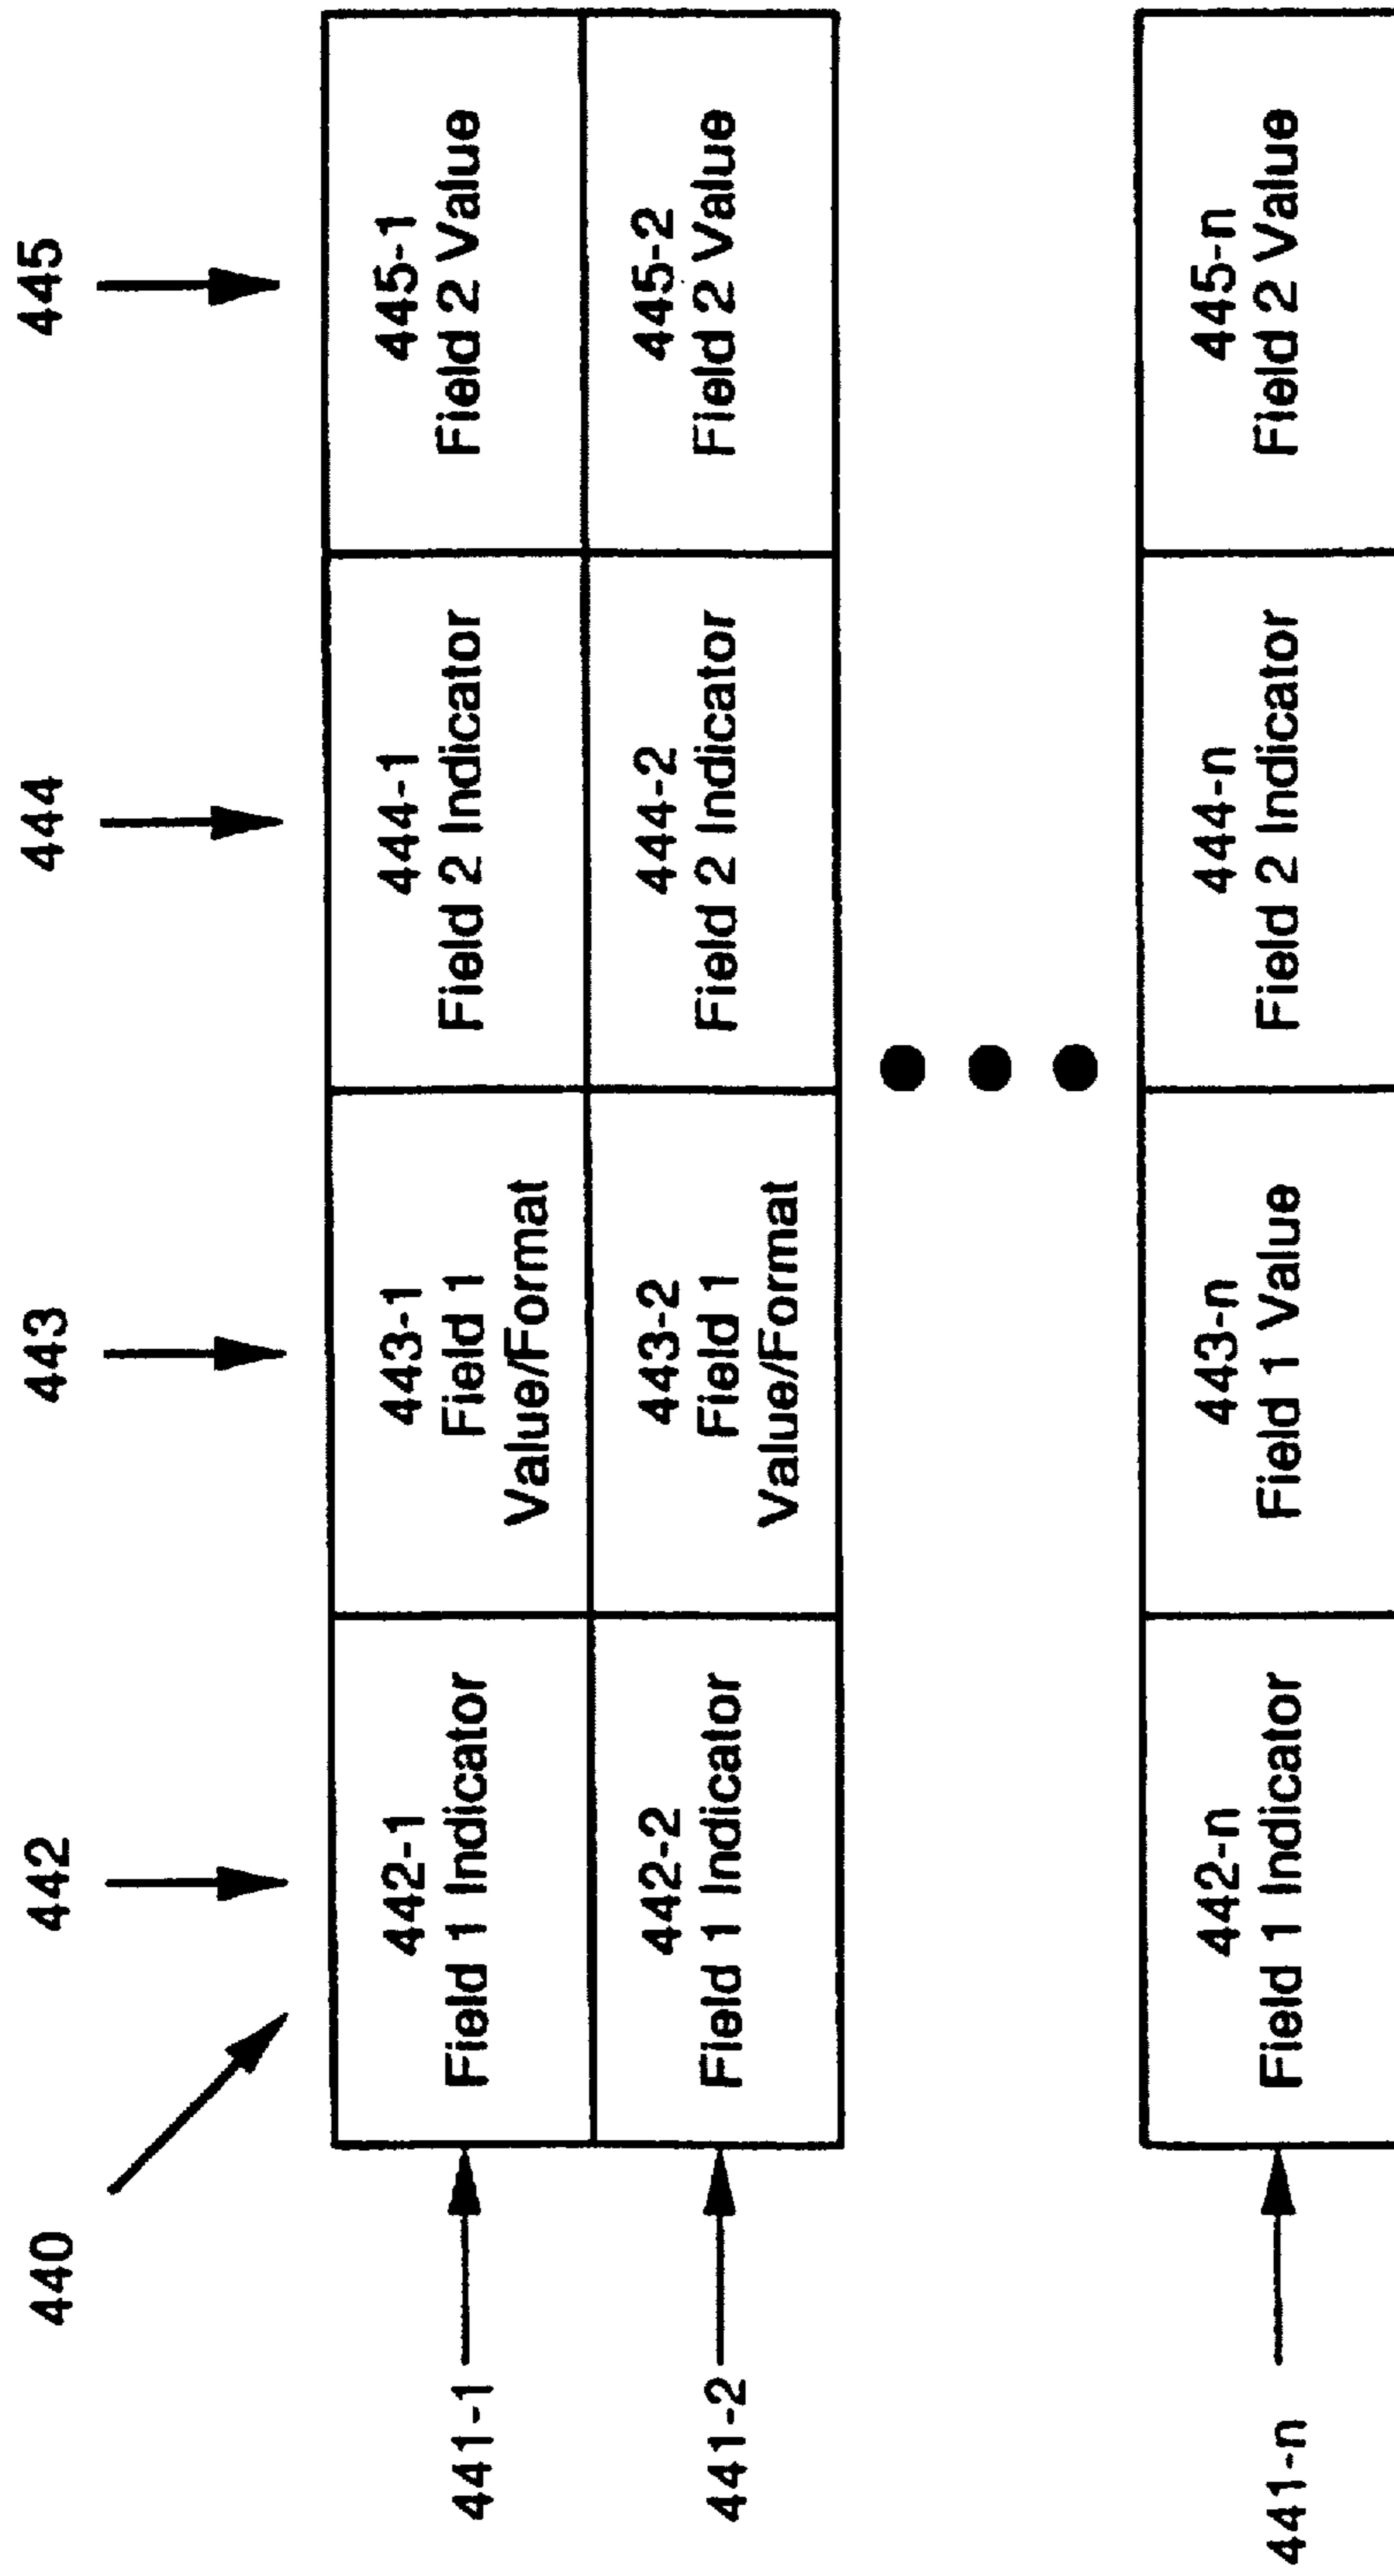 440
442
443
444
445
441-1
442-1
Field 1 Indicator
443-1
Field 1
Value/Format
444-1
Field 2 Indicator
445-1
Field 2 Value
441-2
442-2
Field 1 Indicator
443-2
Field 1
Value/Format
444-2
Field 2 Indicator
445-2
Field 2 Value
441-n
442-n
Field 1 Indicator
443-n
Field 1 Value
444-n
Field 2 Indicator
445-n
Field 2 Value